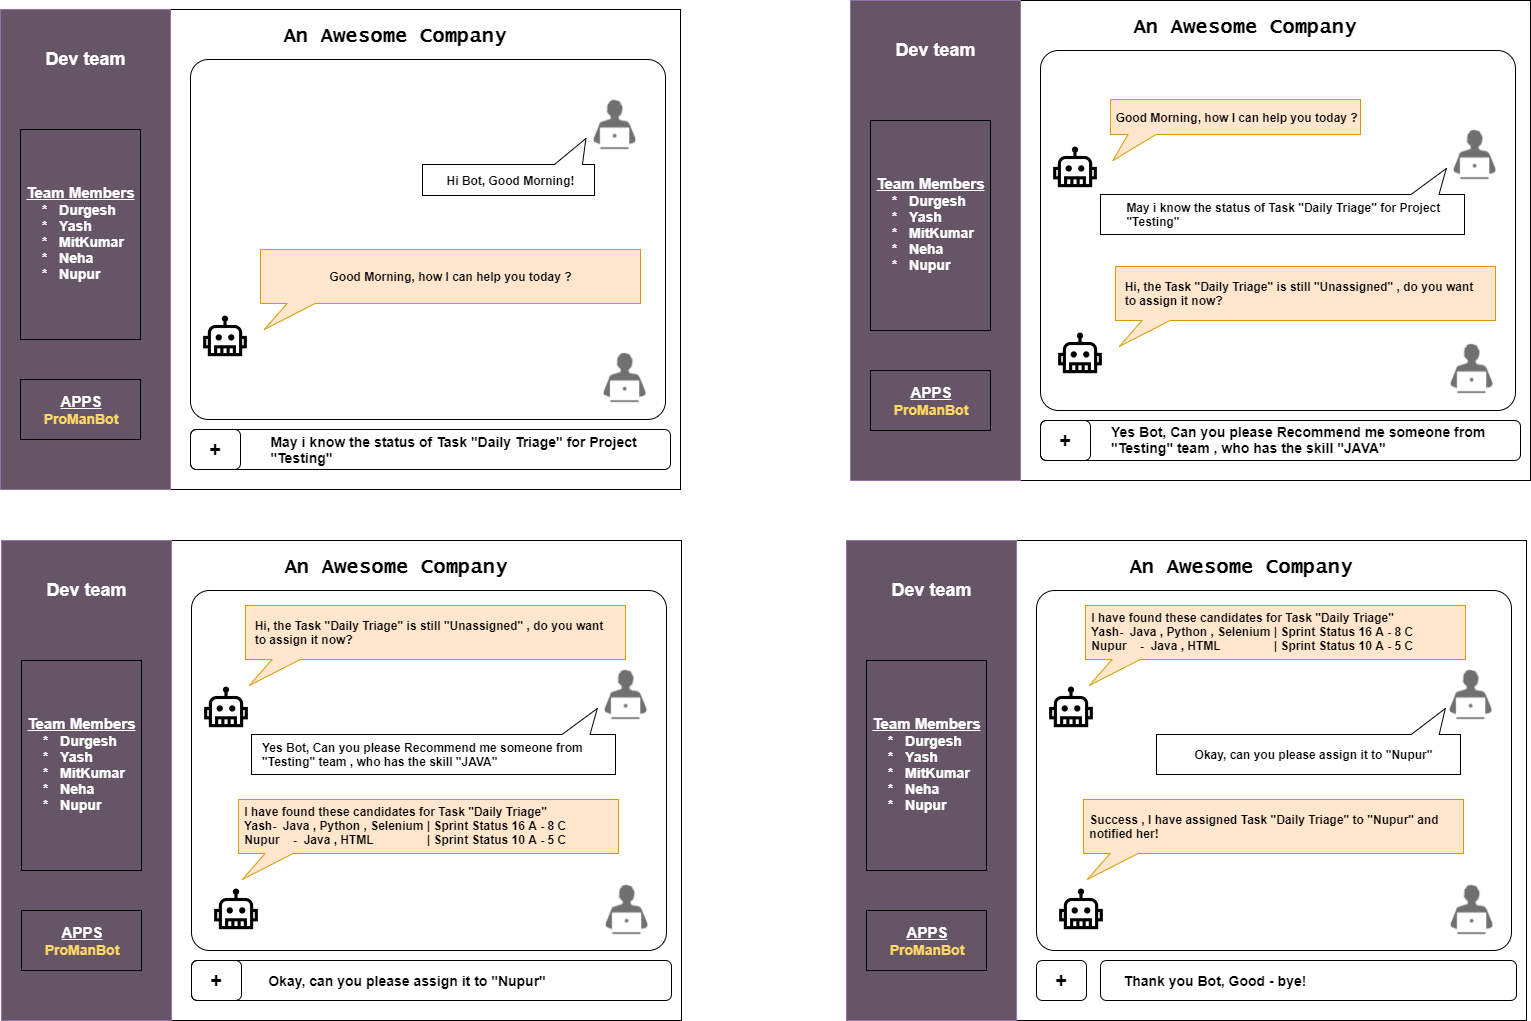 An Awesome Company
Dev team
Hi Bot, Good Morning!
Team Members
* Durgesh
* Yash
* MitKumar
* Neha
* Nupur
Good Morning, how I can help you today ?
APPS
ProManBot
+
May i know the status of Task "Daily Triage" for Project
"Testing"
An Awesome Company
Dev team
Good Morning, how I can help you today ?
Team Members
* Durgesh
* Yash
* MitKumar
* Neha
* Nupur
May i know the status of Task "Daily Triage" for Project
"Testing"
Hi, the Task "Daily Triage" is still "Unassigned" , do you want
to assign it now?
APPS
ProManBot
+
Yes Bot, Can you please Recommend me someone from
"Testing" team , who has the skill "JAVA"
An Awesome Company
Dev team
Hi, the Task "Daily Triage" is still "Unassigned" , do you want
to assign it now?
Team Members
* Durgesh
* Yash
* MitKumar
* Neha
* Nupur
Yes Bot, Can you please Recommend me someone from
"Testing" team , who has the skill "JAVA"
I have found these candidates for Task "Daily Triage"
Yash- Java , Python , Selenium | Sprint Status 16 A - 8 C
Nupur - Java , HTML | Sprint Status 10 A - 5 C
APPS
ProManBot
+
Okay, can you please assign it to "Nupur"
An Awesome Company
Dev team
I have found these candidates for Task "Daily Triage"
Yash- Java , Python , Selenium | Sprint Status 16 A - 8 C
Nupur - Java , HTML | Sprint Status 10 A - 5 C
Team Members
* Durgesh
* Yash
* MitKumar
* Neha
* Nupur
Okay, can you please assign it to "Nupur"
Success , I have assigned Task "Daily Triage" to "Nupur" and
notified her!
APPS
ProManBot
+
Thank you Bot, Good - bye!